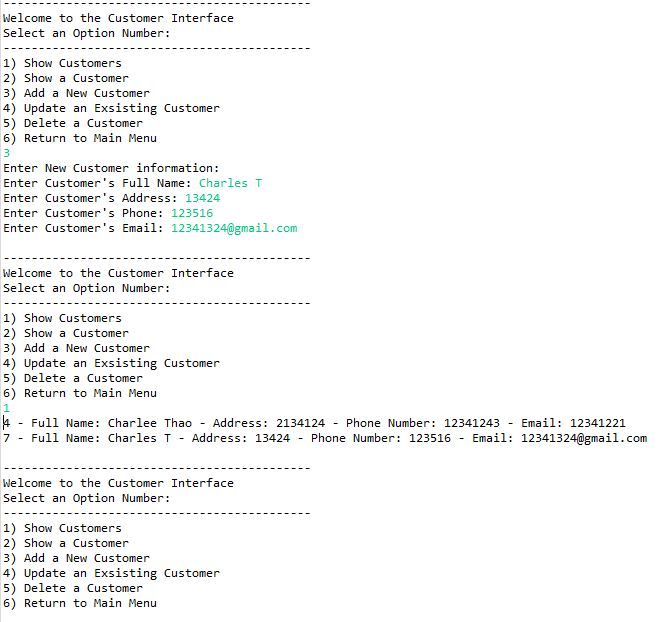 --------------------------------------------
Welcome to the Customer Interface
Select an Option Number:
--------------------------------------------
1) Show Customers
2) Show a Customer
3) Add a New Customer
4) Update an Exsisting Customer
5) Delete a Customer
6) Return to Main Menu
3
Enter New Customer information:
Enter Customer's Full Name: Charles T
Enter Customer's Address: 13424
Enter Customer's Phone: 123516
Enter Customer's Email: 12341324@gmail.com
--------------------------------------------
Welcome to the Customer Interface
Select an Option Number:
--------------------------------------------
1) Show Customers
2) Show a Customer
3) Add a New Customer
4) Update an Exsisting Customer
5) Delete a Customer
6) Return to Main Menu
1
4 - Full Name: Charlee Thao - Address: 2134124 - Phone Number: 12341243 - Email: 12341221
7 - Full Name: Charles T - Address: 13424 - Phone Number: 123516 - Email: 12341324@gmail.com
--------------------------------------------
Welcome to the Customer Interface
Select an Option Number:
--------------------------------------------
1) Show Customers
2) Show a Customer
3) Add a New Customer
4) Update an Exsisting Customer
5) Delete a Customer
6) Return to Main Menu